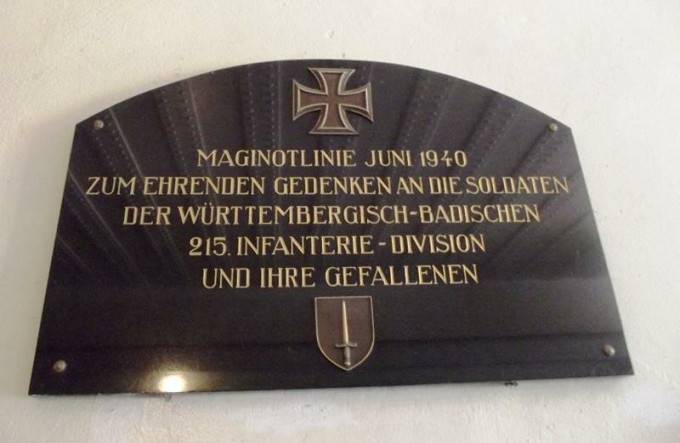 MAGINOTLINIE JUNI 1940
ZUM EHRENDEN GEDENKEN AN DIE SOLDATEN
DER WÜRTTEMBERGISCH-BADISCHEN
215. INFANTERIE-DIVISION
UND IHRE GEFALLENEN